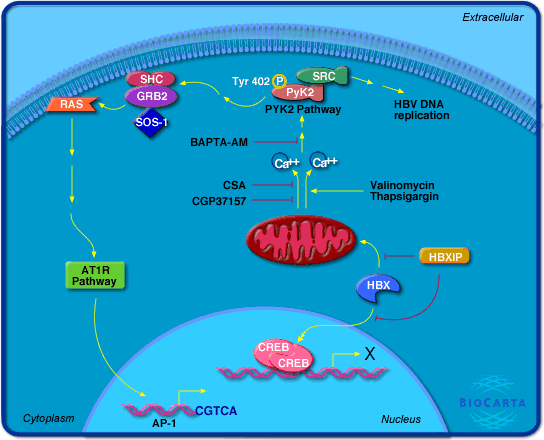 Extracellular
SHC
GRB2
SOS-1
RAS
Tyr 402
P
SRC
PyK2
PYK2 Pathway
HBV DNA
replication
BAPTA-AM
Ca++
Ca++
CSA
CGP37157
Valinomycin
Thapsigargin
AT1R
Pathway
HBXIP
HBX
CREB
CREB
X
CGTCA
AP-1
Cytoplasm
Nucleus
BIOCARTA